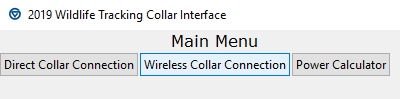 2019 Wildlife Tracking Collar Interface
Main Menu
Direct Collar Connection Wireless Collar Connection Power Calculator